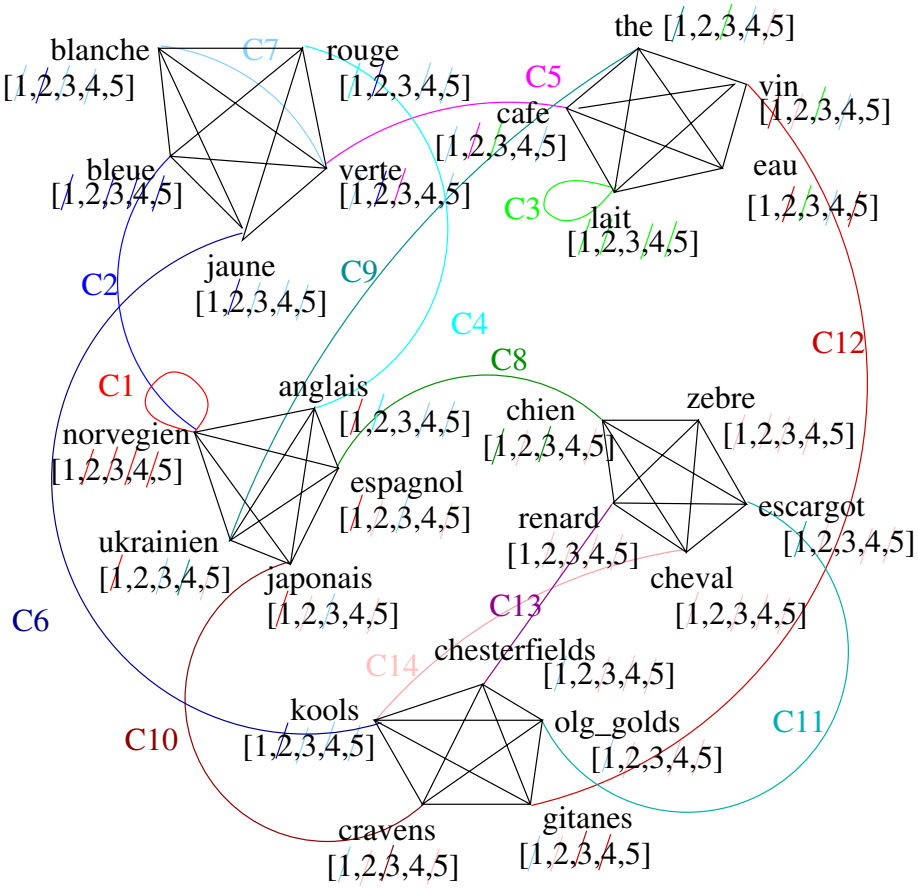 blanche
[1,2,3,4,5]
C7
rouge
[1,2,3,4,5]
the [1,2,3,4,5]
C5
vin
[1,2,3,4,5]
cafe
[1,2,3,4,5]
bleue
[1,2,3,4,5]
verte
[1,2,3,4,5]
eau
[1,2,3,4,5]
C3
lait
[1,2,3,4,5]
jaune
[1,2,3,4,5]
C2
C9
C4
C12
C8
C1
anglais
[1,2,3,4,5]
chien
[1,2,3,4,5]
zebre
[1,2,3,4,5]
norvegien
[1,2,3,4,5]
espagnol
[1,2,3,4,5]
renard
[1,2,3,4,5]
escargot
[1,2,3,4,5]
ukrainien
[1,2,3,4,5]
japonais
[1,2,3,4,5]
cheval
[1,2,3,4,5]
C6
C13
chesterfields
[1,2,3,4,5]
C14
kools
[1,2,3,4,5]
olg_golds
[1,2,3,4,5]
C11
C10
cravens
[1,2,3,4,5]
gitanes
[1,2,3,4,5]